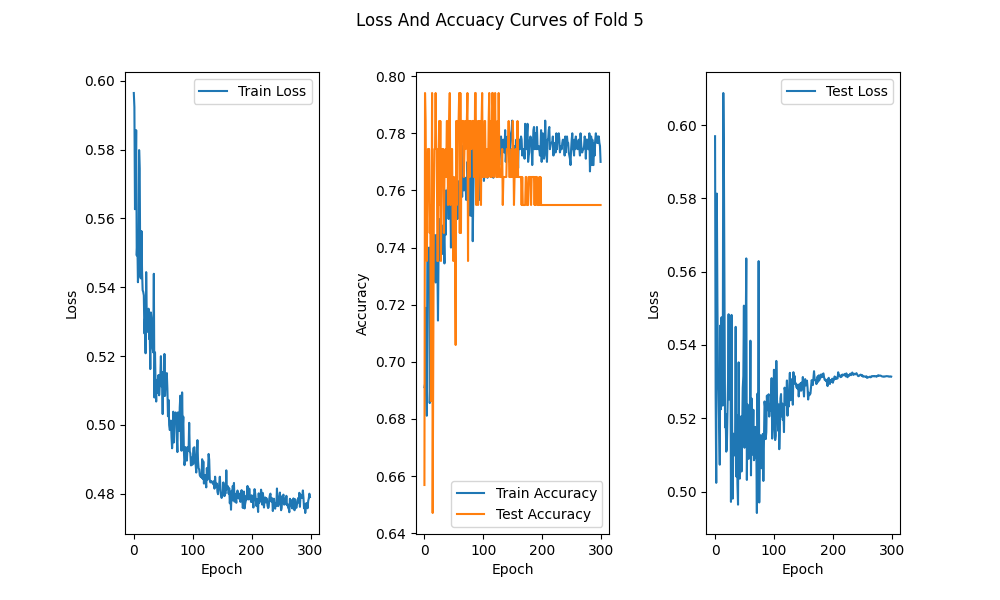 Loss And Accuacy Curves of Fold 5
0.60
0.58
0.56
0.54
0.52
0.50
0.48
Loss
Train Loss
0 100 200 300
Epoch
0.80
0.78
0.76
0.74
0.72
0.70
0.68
0.66
0.64
Accuracy
Train Accuracy
Test Accuracy
0 100 200 300
Epoch
0.60
0.58
0.56
0.54
0.52
0.50
Loss
Test Loss
0 100 200 300
Epoch